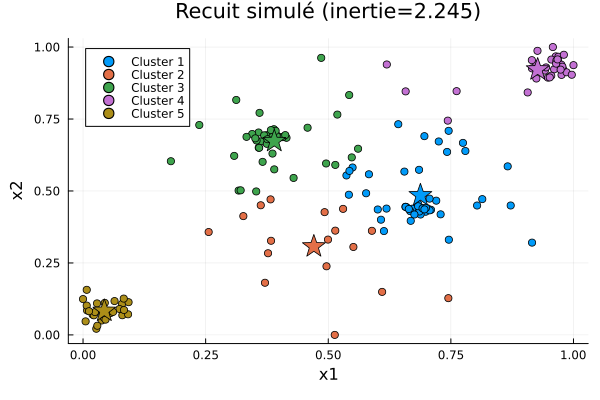 Recuit simulé (inertie=2.245)
Cluster 1
Cluster 2
Cluster 3
Cluster 4
Cluster 5
x2
1.00
0.75
0.50
0.25
0.00
0.00 0.25 0.50 0.75 1.00
x1